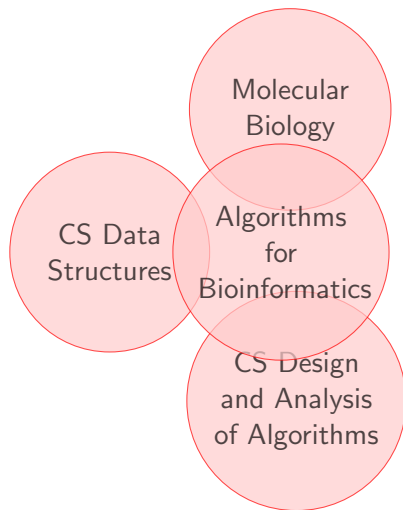 Molecular
Biology
CS Data
Structures
Algorithms
for
Bioinformatics
CS Design
and Analysis
of Algorithms